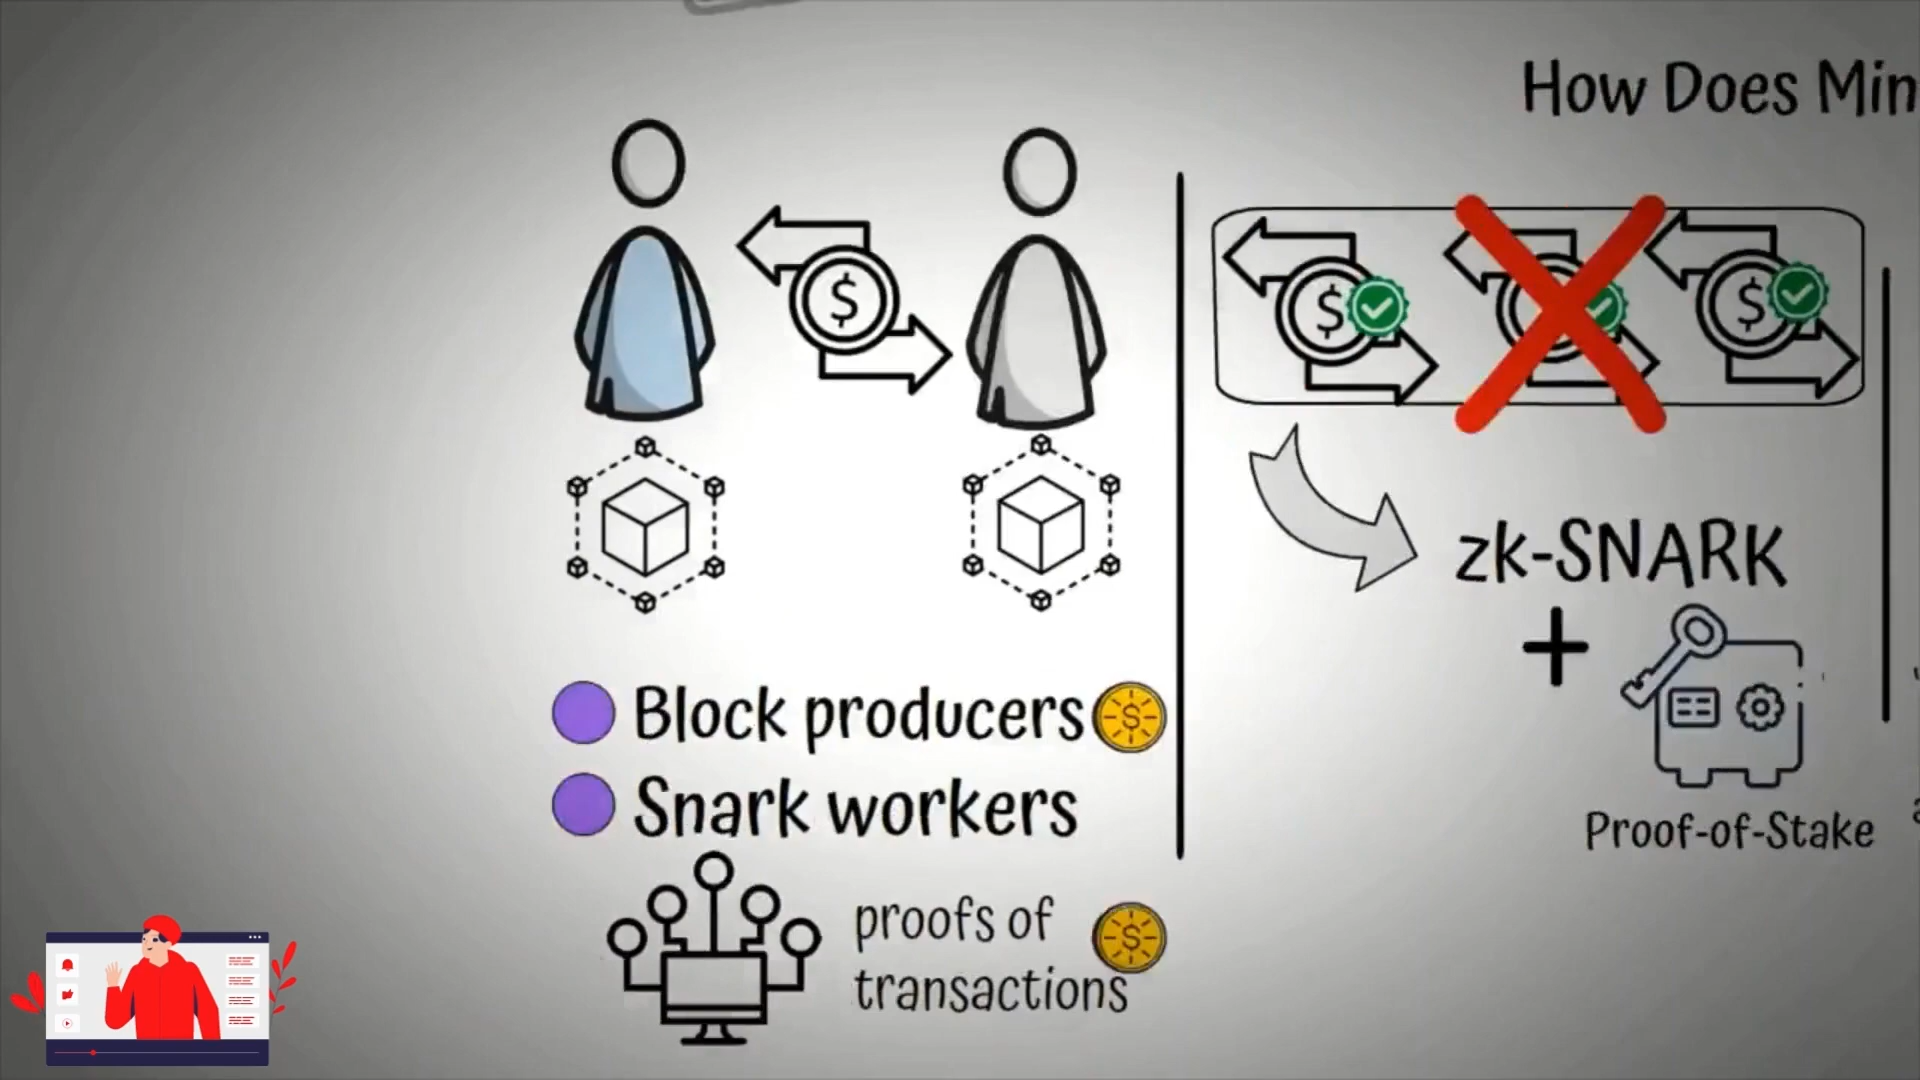 How Does Min
zk-SNARK
Proof-of-Stake
Block producers
Snark workers
proofs of
transactions